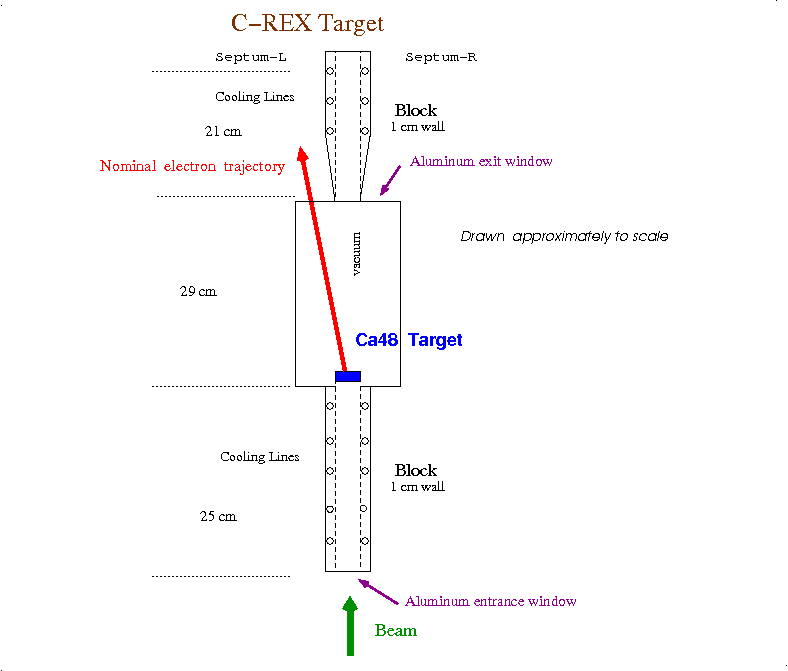 C-REX Target
Septum-L
Septum-R
Cooling Lines
Block
1 cm wall
21 cm
Nominal electron trajectory
Aluminum exit window
vacuum
Drawn approximately to scale
29 cm
Ca48 Target
Cooling Lines
Block
1 cm wall
25 cm
Aluminum entrance window
Beam